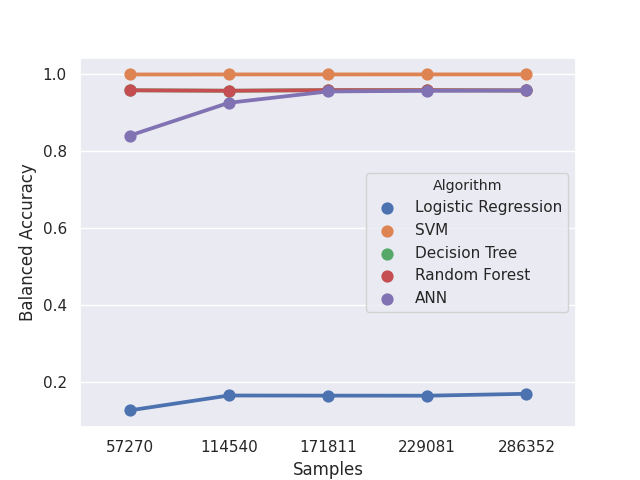 1.0
0.8
0.6
0.4
0.2
Balanced Accuracy
Algorithm
Logistic Regression
SVM
Decision Tree
Random Forest
ANN
57270 114540 171811 229081 286352
Samples